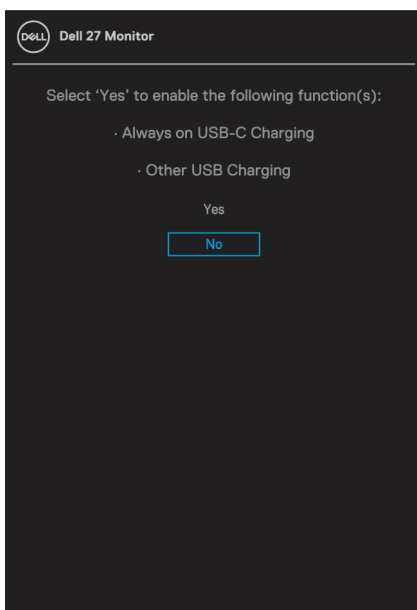 DELL Dell 27 Monitor
Select ‘Yes’ to enable the following function(s):
· Always on USB-C Charging
· Other USB Charging
Yes
No